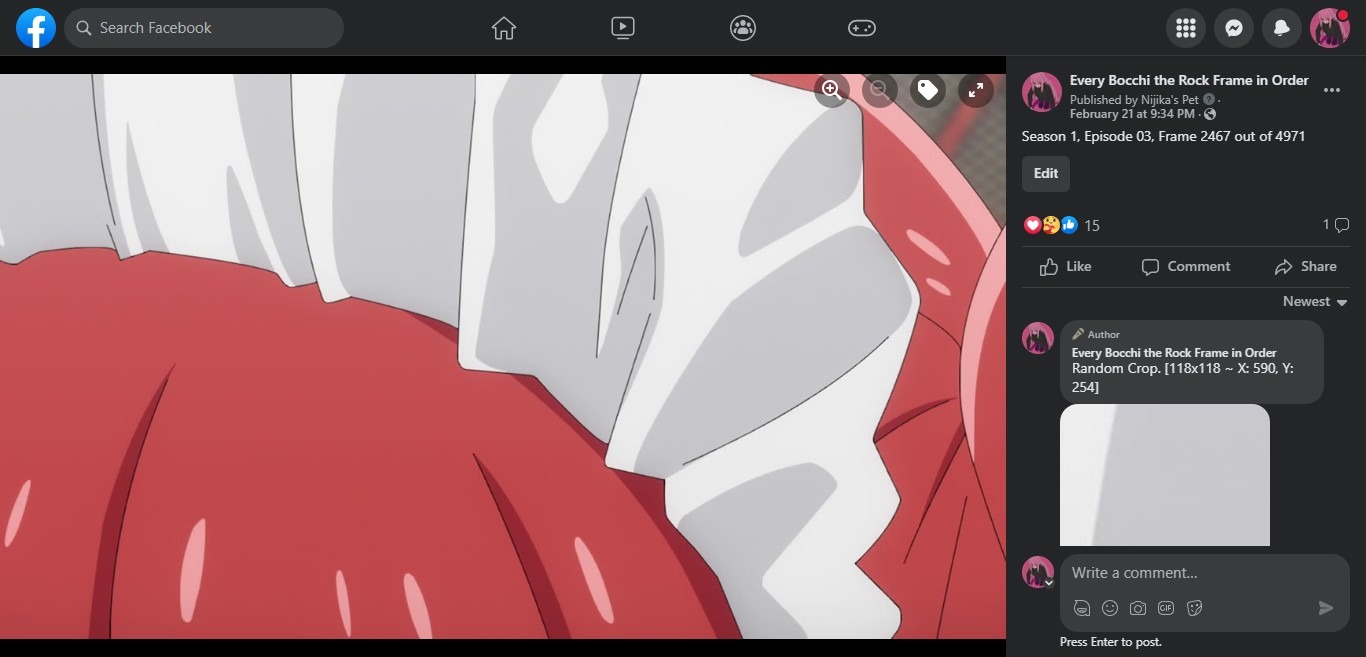 Search Facebook
Every Bocchi the Rock Frame in Order
Published by Nijika's Pet ·
February 21 at 9:34 PM ·
Season 1, Episode 03, Frame 2467 out of 4971
Edit
15
1
Like
Comment
Share
Newest
Author
Every Bocchi the Rock Frame in Order
Random Crop. [118x118 ~ X: 590, Y:
254]
Write a comment...
GIF
Press Enter to post.